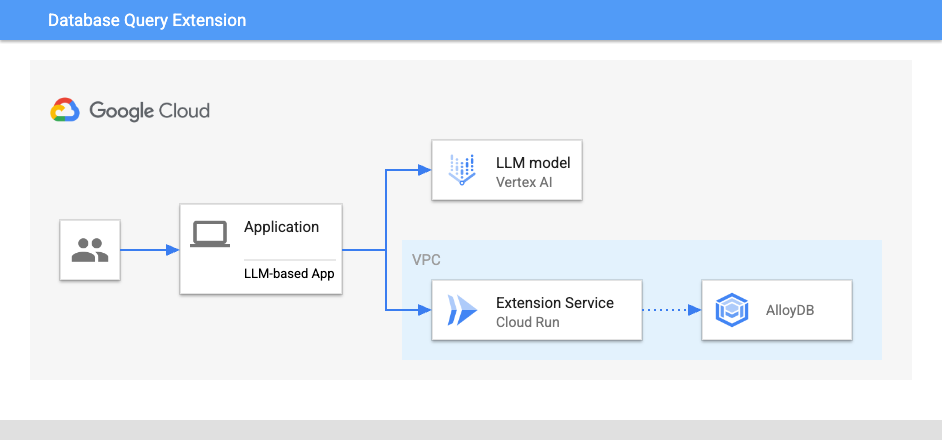 Database Query Extension
Google Cloud
LLM model
Vertex AI
Application
LLM-based App
VPC
Extension Service
Cloud Run
AlloyDB